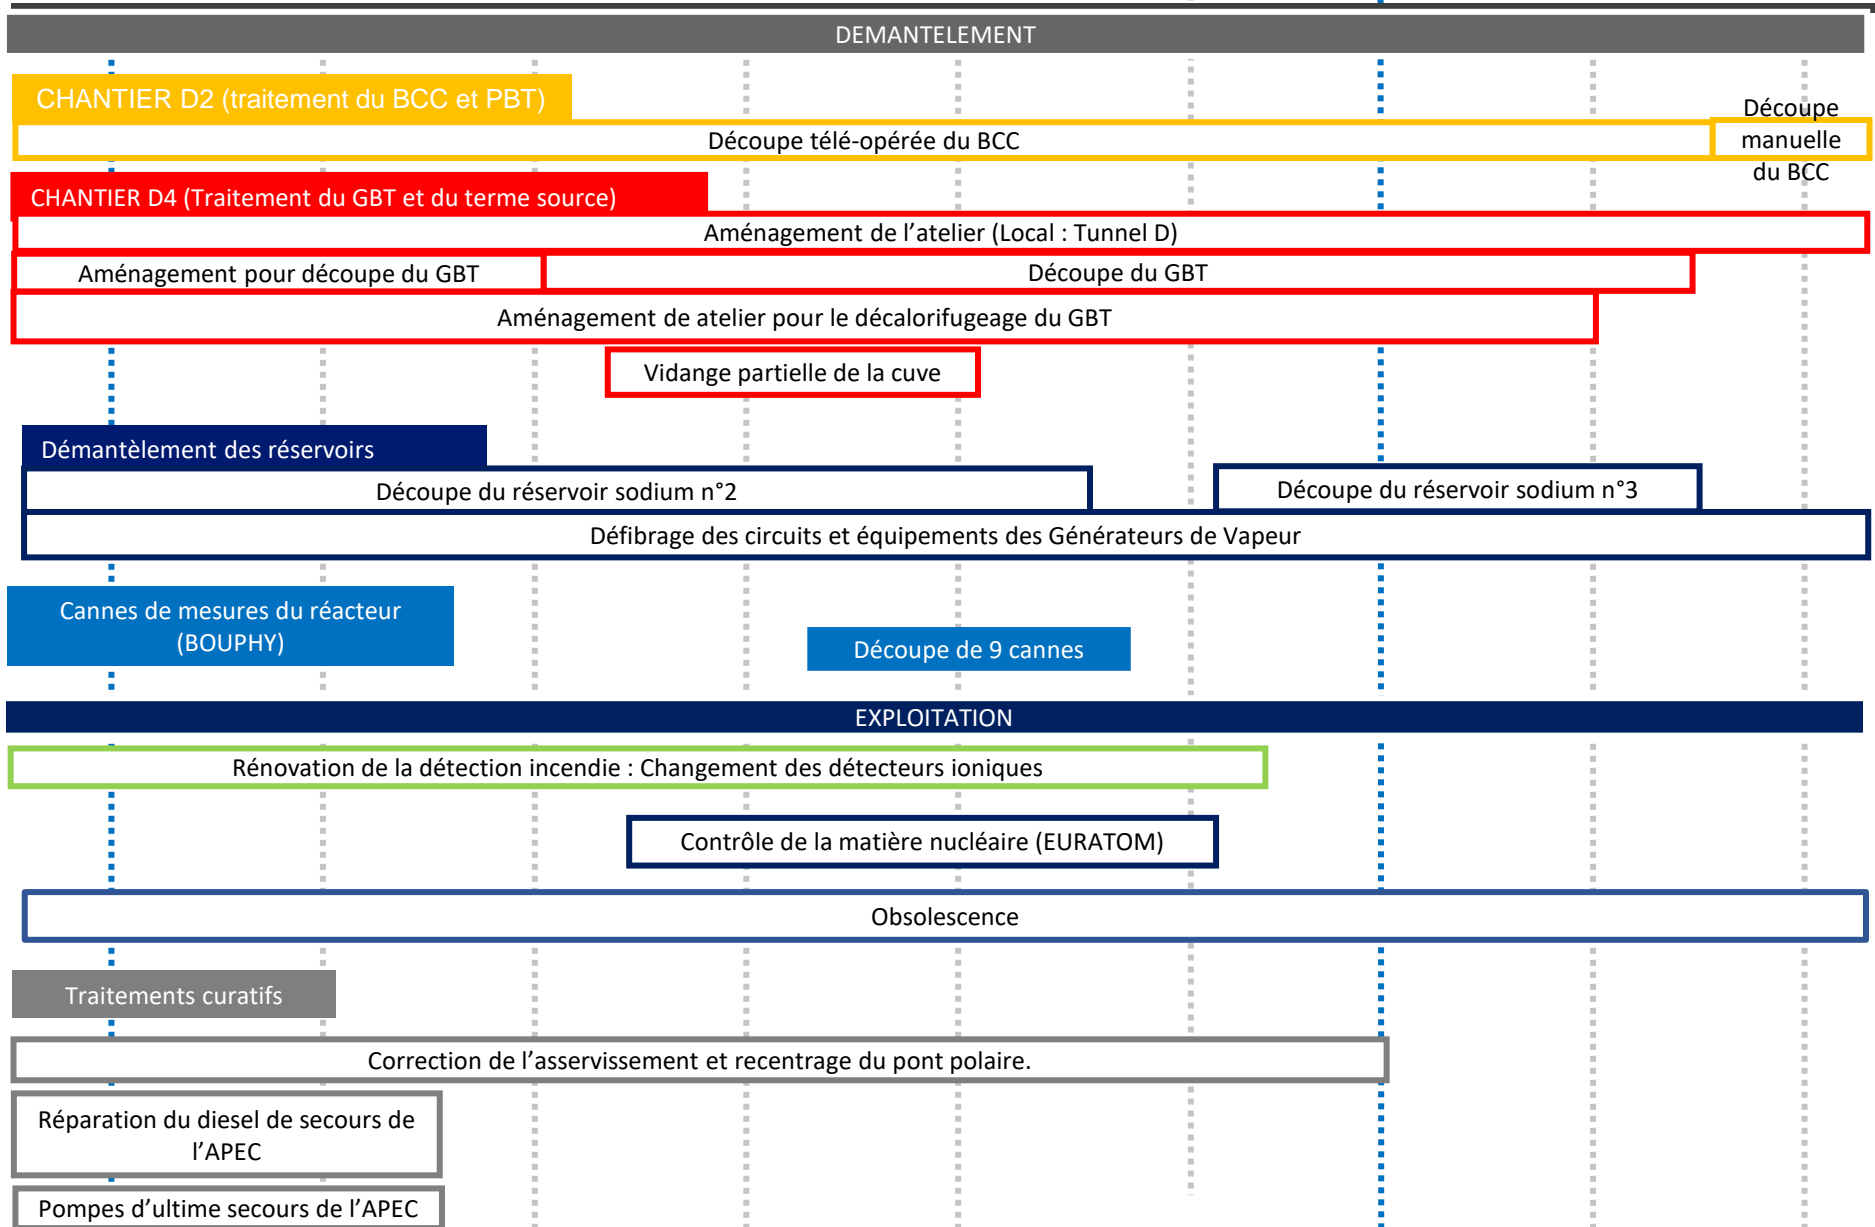 DEMANTELEMENT
CHANTIER D2 (traitement du BCC et PBT)
Découpe télé-opérée du BCC
Découpe
manuelle
du BCC
CHANTIER D4 (Traitement du GBT et du terme source)
Aménagement de l’atelier (Local : Tunnel D)
Aménagement pour découpe du GBT
Découpe du GBT
Aménagement de atelier pour le décalorifugeage du GBT
Vidange partielle de la cuve
Démantèlement des réservoirs
Découpe du réservoir sodium n°2
Découpe du réservoir sodium n°3
Défibrage des circuits et équipements des Générateurs de Vapeur
Cannes de mesures du réacteur
(BOUPHY)
Découpe de 9 cannes
EXPLOITATION
Rénovation de la détection incendie : Changement des détecteurs ioniques
Contrôle de la matière nucléaire (EURATOM)
Obsolescence
Traitements curatifs
Correction de l’asservissement et recentrage du pont polaire.
Réparation du diesel de secours de
l’APEC
Pompes d’ultime secours de l’APEC